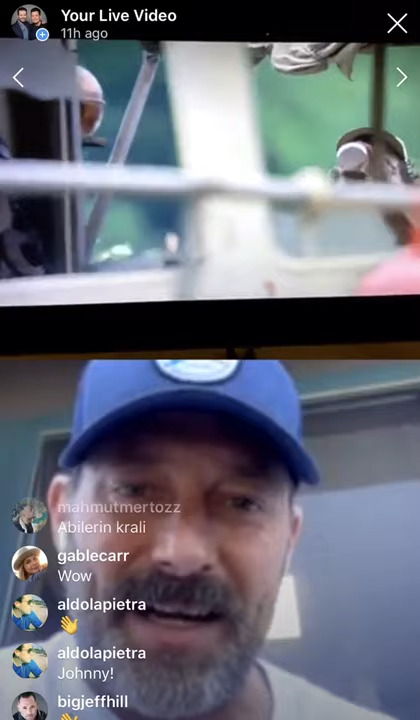 Your Live Video
11h ago
mahmutmertozz
Abilerin krali
gablecarr
Wow
aldolapietra
👋
aldolapietra
Johnny!
bigjeffhill
👋